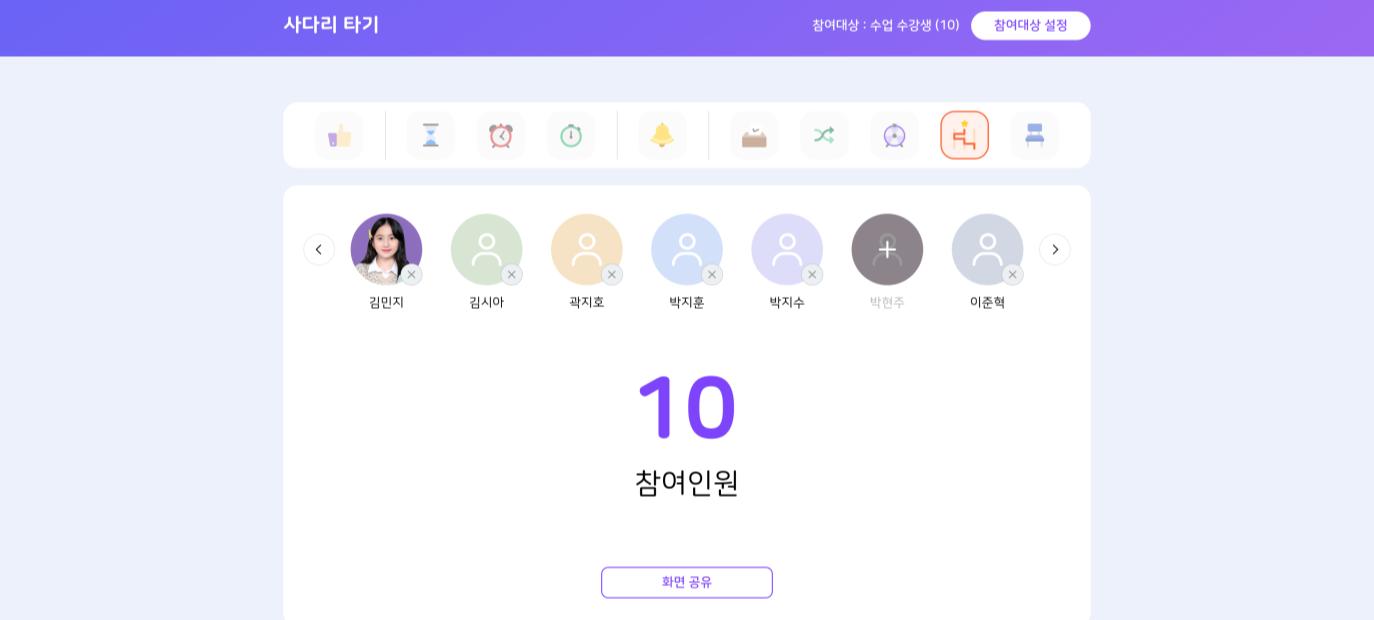 사다리 타기
참여대상 : 수업 수강생 (10)
참여대상 설정
김민지
김시아
곽지호
박지훈
박지수
박현주
이준혁
10
참여인원
화면 공유